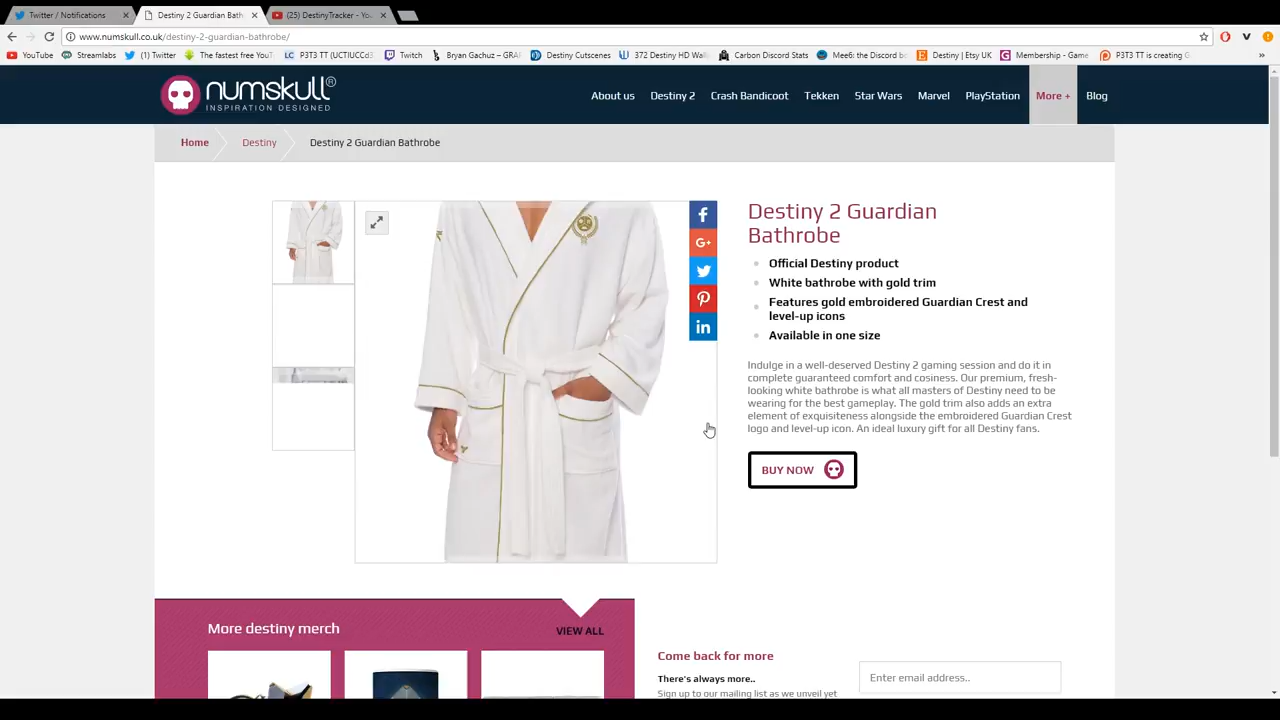 Twitter / Notifications
Destiny 2 Guardian Bath
(25) DestinyTracker - Yo
www.numskull.co.uk/destiny-2-guardian-bathrobe/
YouTube
Streamlabs
(1) Twitter
The fastest free YouT
P3T3 TT (UCTIUCCd3
Twitch
Bryan Gachuz – GRAF
Destiny Cutscenes
372 Destiny HD Wall
Carbon Discord Stats
Mee6: the Discord bo
Destiny | Etsy UK
Membership - Game
P3T3 TT is creating G
»
numskull®
INSPIRATION DESIGNED
About us
Destiny 2
Crash Bandicoot
Tekken
Star Wars
Marvel
PlayStation
More +
Blog
Home
Destiny
Destiny 2 Guardian Bathrobe
Destiny 2 Guardian
Bathrobe
Official Destiny product
White bathrobe with gold trim
Features gold embroidered Guardian Crest and
level-up icons
Available in one size
Indulge in a well-deserved Destiny 2 gaming session and do it in
complete guaranteed comfort and cosiness. Our premium, fresh-
looking white bathrobe is what all masters of Destiny need to be
wearing for the best gameplay. The gold trim also adds an extra
element of exquisiteness alongside the embroidered Guardian Crest
logo and level-up icon. An ideal luxury gift for all Destiny fans.
BUY NOW
More destiny merch
VIEW ALL
Come back for more
There's always more..
Sign up to our mailing list as we unveil yet
Enter email address..